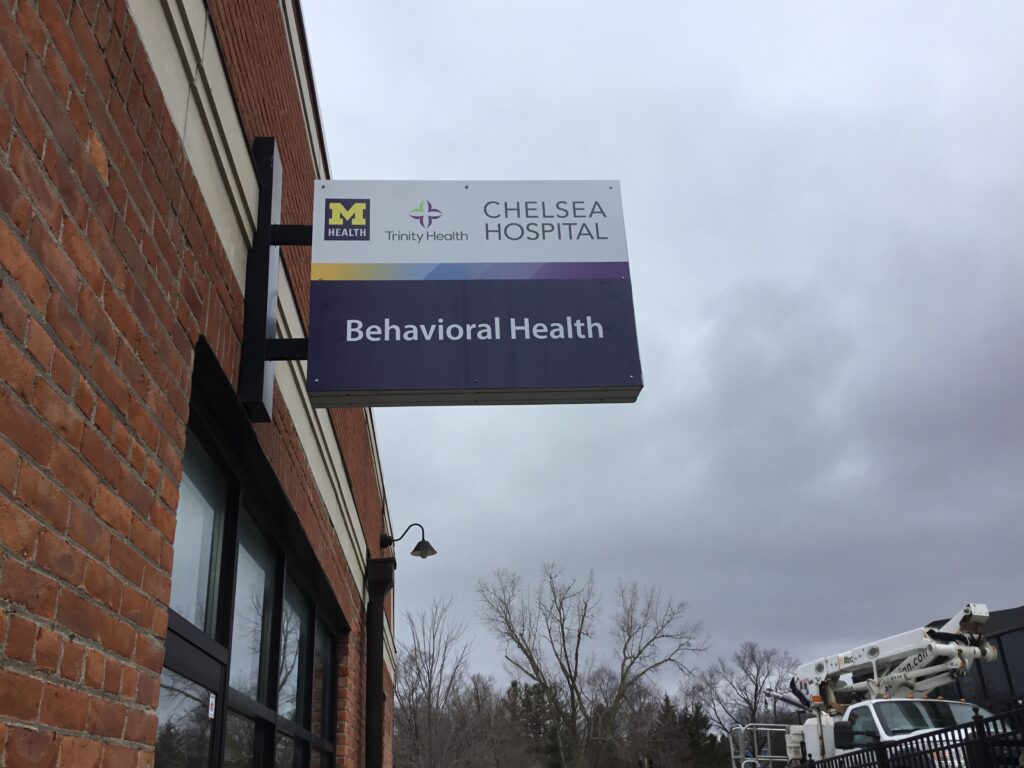 M
HEALTH
Trinity Health
CHELSEA
HOSPITAL
Behavioral Health